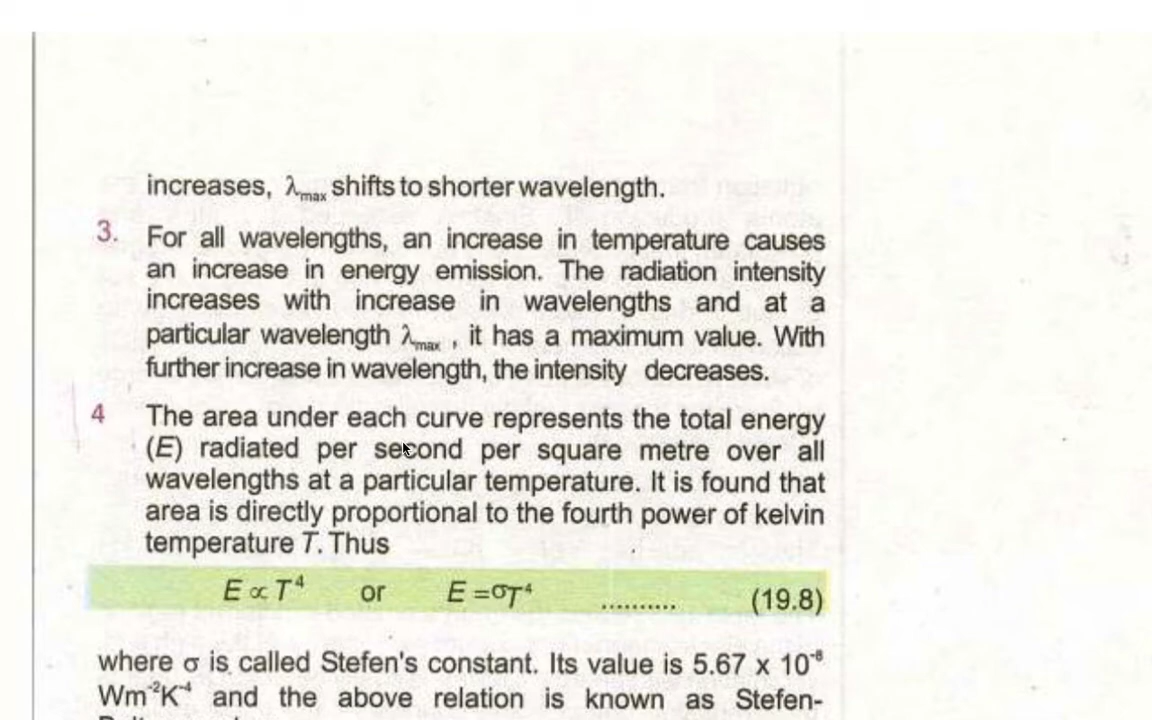 increases, λmax shifts to shorter wavelength.
3. For all wavelengths, an increase in temperature causes
an increase in energy emission. The radiation intensity
increases with increase in wavelengths and at a
particular wavelength λmax , it has a maximum value. With
further increase in wavelength, the intensity decreases.
4 The area under each curve represents the total energy
(E) radiated per second per square metre over all
wavelengths at a particular temperature. It is found that
area is directly proportional to the fourth power of kelvin
temperature T. Thus
E ∝ T⁴ or E =σT⁴ .......... (19.8)
where σ is called Stefen's constant. Its value is 5.67 x 10⁻⁸
Wm⁻²K⁻⁴ and the above relation is known as Stefen-